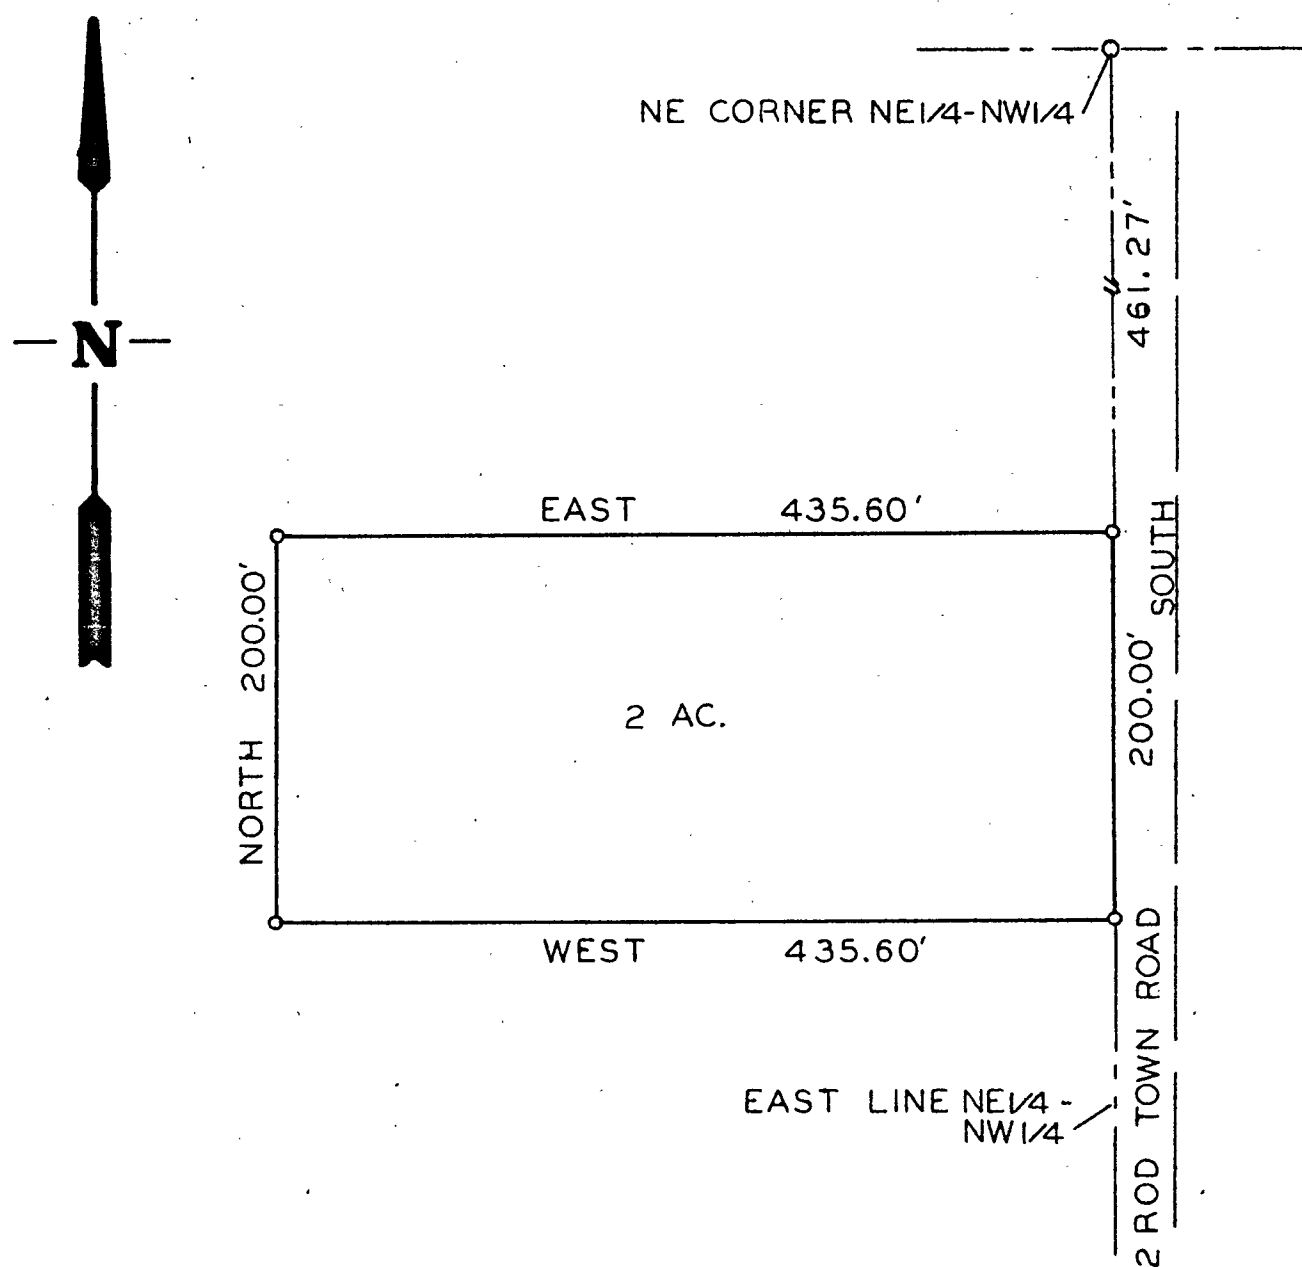 NE CORNER NE1/4-NW1/4
461.27'
N
EAST 435.60'
SOUTH
NORTH 200.00'
200.00'
2 AC.
WEST 435.60'
2 ROD TOWN ROAD
EAST LINE NE1/4-
NW1/4